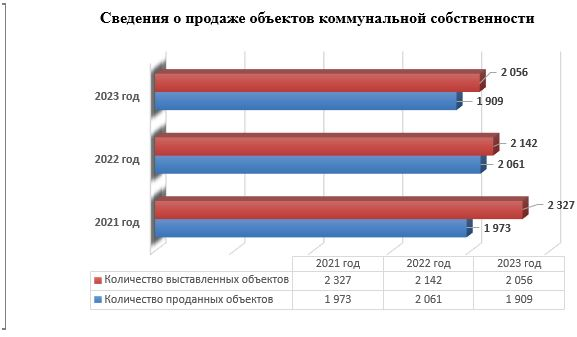 Сведения о продаже объектов коммунальной собственности
2023 год
2 056
1 909
2022 год
2 142
2 061
2021 год
2 327
1 973
2021 год 2022 год 2023 год
Количество выставленных объектов 2 327 2 142 2 056
Количество проданных объектов 1 973 2 061 1 909